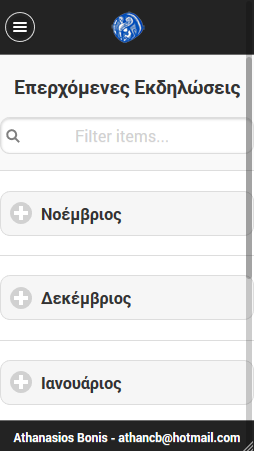 Επερχόμενες Εκδηλώσεις
Filter items...
Νοέμβριος
Δεκέμβριος
Ιανουάριος
Athanasios Bonis - athancb@hotmail.com